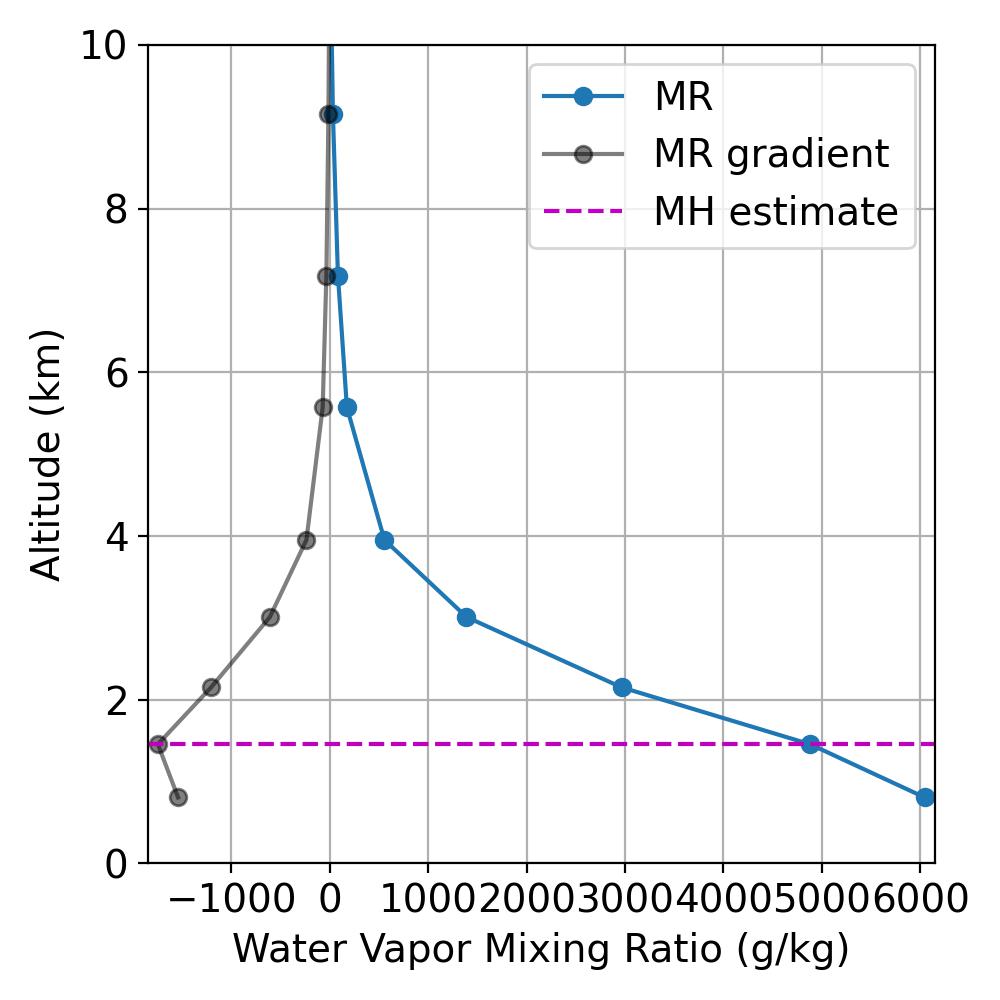 10
8
6
4
2
0
Altitude (km)
MR
MR gradient
MH estimate
−1000 0 1000 2000 3000 4000 5000 6000
Water Vapor Mixing Ratio (g/kg)